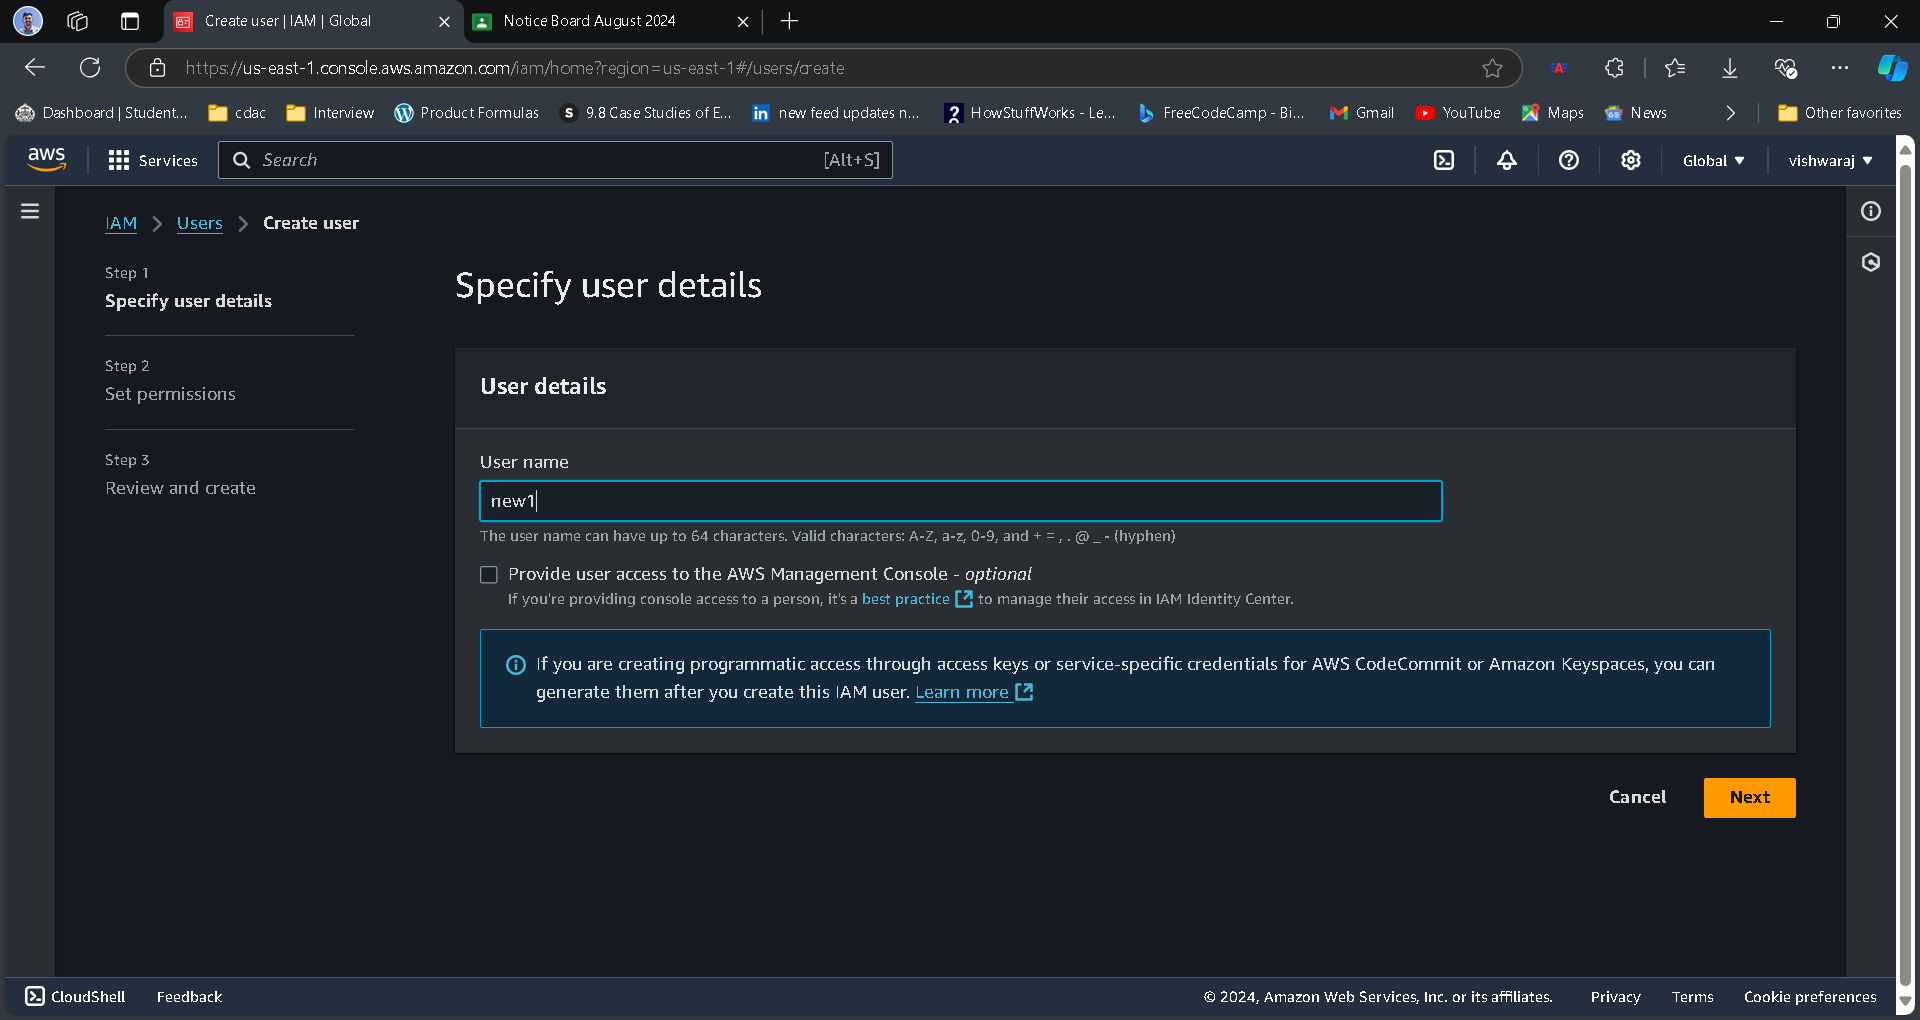 Create user | IAM | Global
Notice Board August 2024
https://us-east-1.console.aws.amazon.com/iam/home?region=us-east-1#/users/create
Dashboard | Student...
cdac
Interview
Product Formulas
9.8 Case Studies of E...
new feed updates n...
HowStuffWorks - Le...
FreeCodeCamp - Bi...
Gmail
YouTube
Maps
News
Other favorites
aws
Services
Search
[Alt+S]
Global
vishwaraj
IAM
Users
Create user
Step 1
Specify user details
Step 2
Set permissions
Step 3
Review and create
Specify user details
User details
User name
new1
The user name can have up to 64 characters. Valid characters: A-Z, a-z, 0-9, and + = , . @ _ - (hyphen)
Provide user access to the AWS Management Console - optional
If you're providing console access to a person, it's a best practice to manage their access in IAM Identity Center.
If you are creating programmatic access through access keys or service-specific credentials for AWS CodeCommit or Amazon Keyspaces, you can
generate them after you create this IAM user. Learn more
Cancel
Next
CloudShell
Feedback
© 2024, Amazon Web Services, Inc. or its affiliates.
Privacy
Terms
Cookie preferences